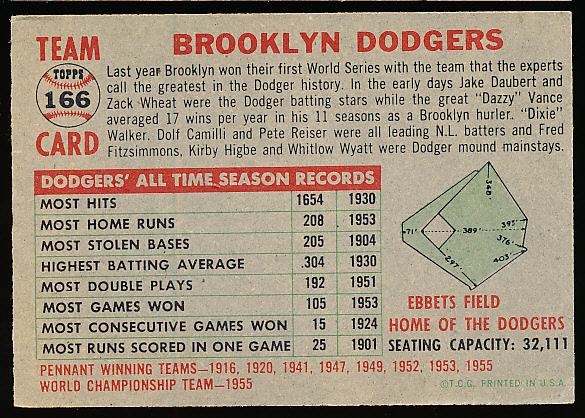 TEAM
TOPPS
166
CARD
BROOKLYN DODGERS
Last year Brooklyn won their first World Series with the team that the experts
call the greatest in the Dodger history. In the early days Jake Daubert and
Zack Wheat were the Dodger batting stars while the great "Dazzy" Vance
averaged 17 wins per year in his 11 seasons as a Brooklyn hurler. "Dixie"
Walker. Dolf Camilli and Pete Reiser were all leading N.L. batters and Fred
Fitzsimmons, Kirby Higbe and Whitlow Wyatt were Dodger mound mainstays.
DODGERS' ALL TIME SEASON RECORDS
MOST HITS 1654 1930
MOST HOME RUNS 208 1953
MOST STOLEN BASES 205 1904
HIGHEST BATTING AVERAGE .304 1930
MOST DOUBLE PLAYS 192 1951
MOST GAMES WON 105 1953
MOST CONSECUTIVE GAMES WON 15 1924
MOST RUNS SCORED IN ONE GAME 25 1901
PENNANT WINNING TEAMS—1916, 1920, 1941, 1947, 1949, 1952, 1953, 1955
WORLD CHAMPIONSHIP TEAM—1955
348'
71'
389'
395'
376'
403'
297'
EBBETS FIELD
HOME OF THE DODGERS
SEATING CAPACITY: 32,111
©T.C.G. PRINTED IN U.S.A.